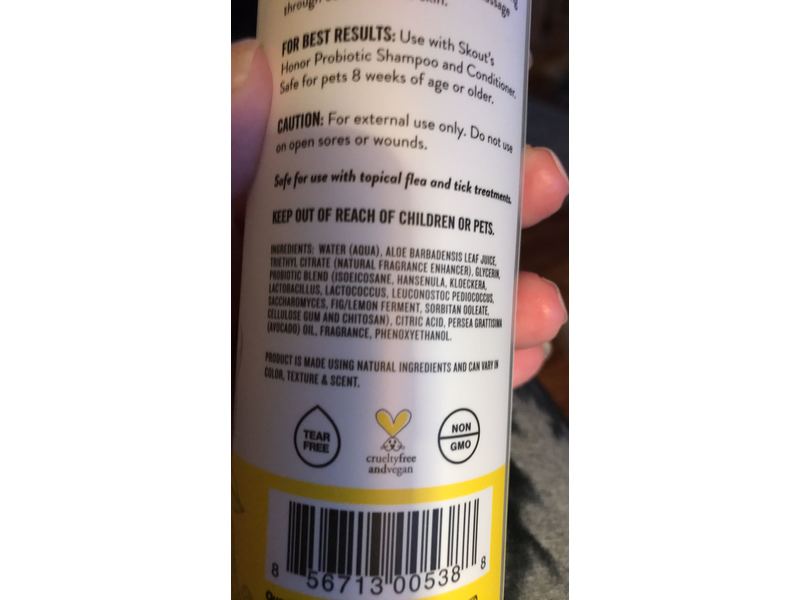 through
FOR BEST RESULTS: Use with Skout's
Honor Probiotic Shampoo and Conditioner.
Safe for pets 8 weeks of age or older.
CAUTION: For external use only. Do not use
on open sores or wounds.
Safe for use with topical flea and tick treatments.
KEEP OUT OF REACH OF CHILDREN OR PETS.
INGREDIENTS: WATER (AQUA), ALOE BARBADENSIS LEAF JUICE,
TRIETHYL CITRATE (NATURAL FRAGRANCE ENHANCER), GLYCERIN,
PROBIOTIC BLEND (ISOEICOSANE, HANSENULA, KLOECKERA,
LACTOBACILLUS, LACTOCOCCUS, LEUCONOSTOC PEDIOCOCCUS,
SACCHAROMYCES, FIG/LEMON FERMENT, SORBITAN OOLEATE,
CELLULOSE GUM AND CHITOSAN), CITRIC ACID, PERSEA GRATTISIMA
(AVOCADO) OIL, FRAGRANCE, PHENOXYETHANOL.
PRODUCT IS MADE USING NATURAL INGREDIENTS AND CAN VARY IN
COLOR, TEXTURE & SCENT.
TEAR
FREE
crueltyfree
andvegan
NON
GMO
8 56713 00538 8